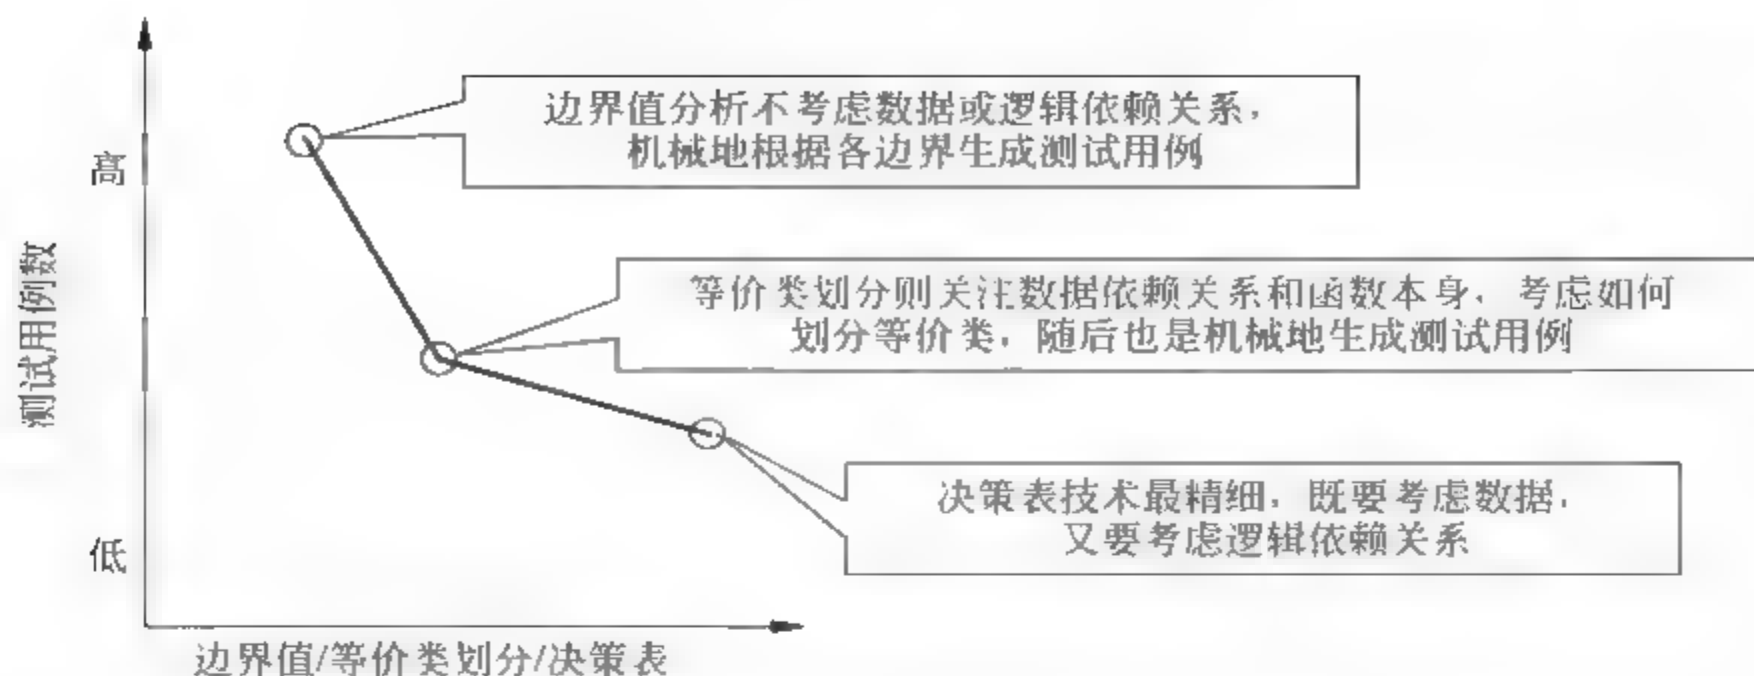 边界值分析不考虑数据或逻辑依赖关系，
机械地根据各边界生成测试用例
高
等价类划分则关注数据依赖关系和函数本身，考虑如何
划分等价类，随后也是机械地生成测试用例
测试用例数
决策表技术最精细，既要考虑数据，
又要考虑逻辑依赖关系
低
边界值/等价类划分/决策表